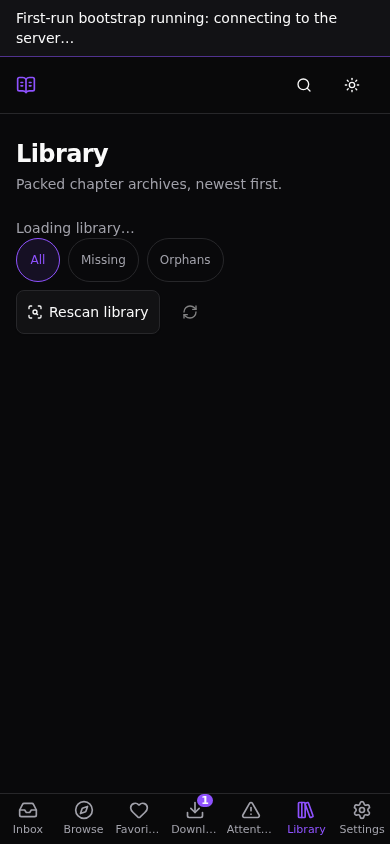 First-run bootstrap running: connecting to the
server…
Library
Packed chapter archives, newest first.
Loading library…
All Missing Orphans
Rescan library
1
Inbox Browse Favori… Downl… Attent… Library Settings